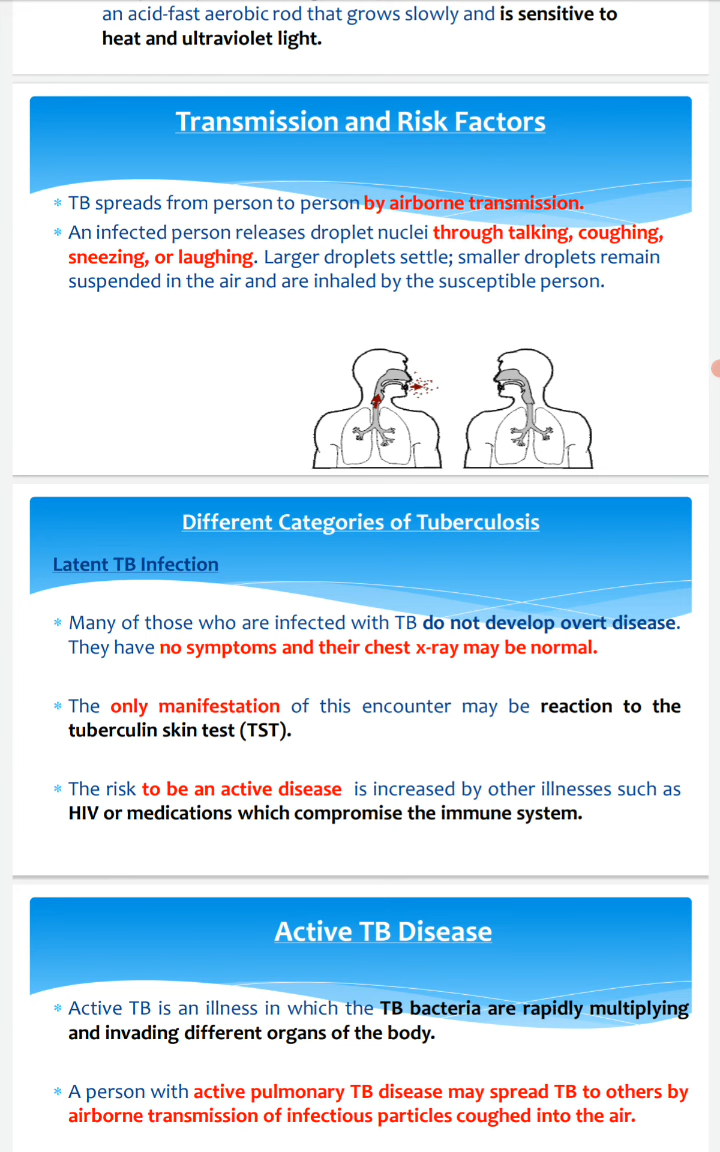 an acid-fast aerobic rod that grows slowly and is sensitive to
heat and ultraviolet light.
Transmission and Risk Factors
* TB spreads from person to person by airborne transmission.
* An infected person releases droplet nuclei through talking, coughing,
sneezing, or laughing. Larger droplets settle; smaller droplets remain
suspended in the air and are inhaled by the susceptible person.
Different Categories of Tuberculosis
Latent TB Infection
* Many of those who are infected with TB do not develop overt disease.
They have no symptoms and their chest x-ray may be normal.
* The only manifestation of this encounter may be reaction to the
tuberculin skin test (TST).
* The risk to be an active disease is increased by other illnesses such as
HIV or medications which compromise the immune system.
Active TB Disease
* Active TB is an illness in which the TB bacteria are rapidly multiplying
and invading different organs of the body.
* A person with active pulmonary TB disease may spread TB to others by
airborne transmission of infectious particles coughed into the air.